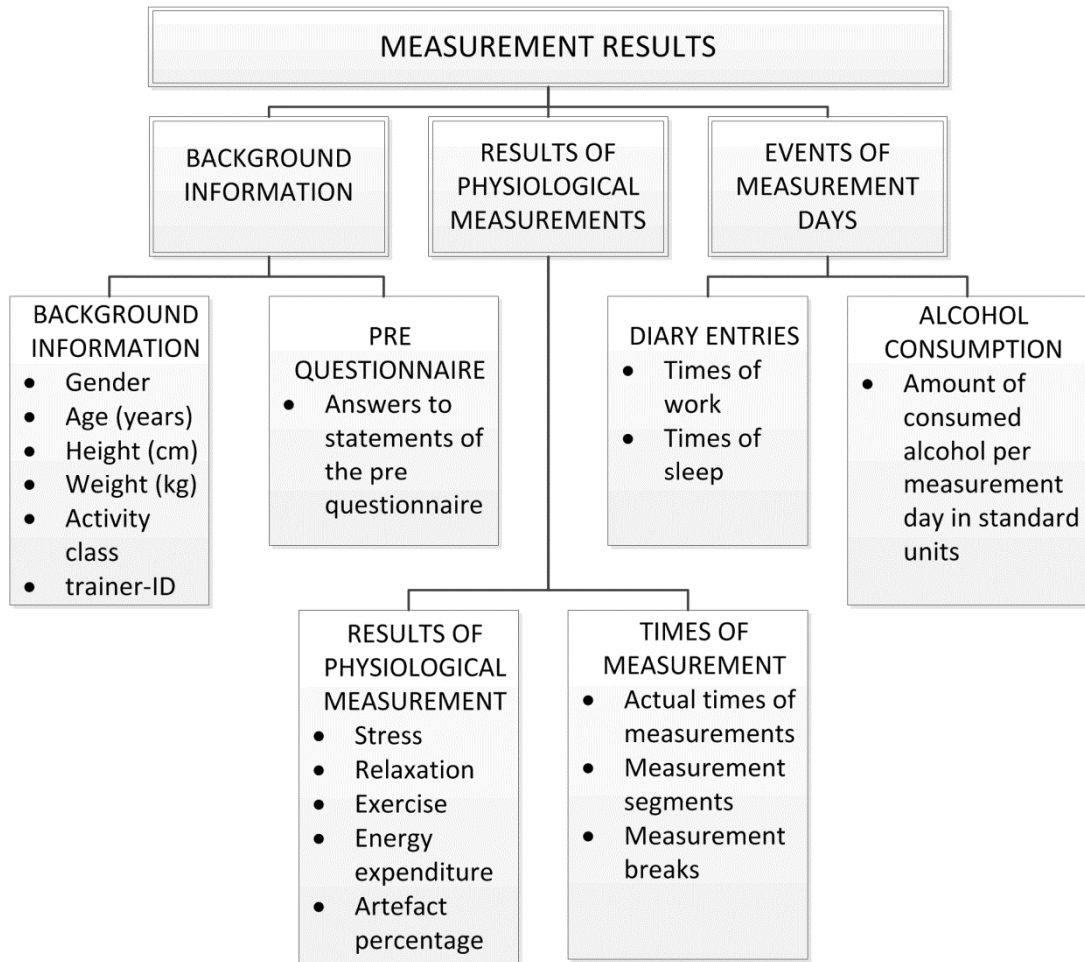 MEASUREMENT RESULTS
BACKGROUND
INFORMATION
RESULTS OF
PHYSIOLOGICAL
MEASUREMENTS
EVENTS OF
MEASUREMENT
DAYS
BACKGROUND
INFORMATION
• Gender
• Age (years)
• Height (cm)
• Weight (kg)
• Activity
class
• trainer-ID
PRE
QUESTIONNAIRE
• Answers to
statements of
the pre
questionnaire
DIARY ENTRIES
• Times of
work
• Times of
sleep
ALCOHOL
CONSUMPTION
• Amount of
consumed
alcohol per
measurement
day in standard
units
RESULTS OF
PHYSIOLOGICAL
MEASUREMENT
• Stress
• Relaxation
• Exercise
• Energy
expenditure
• Artefact
percentage
TIMES OF
MEASUREMENT
• Actual times of
measurements
• Measurement
segments
• Measurement
breaks